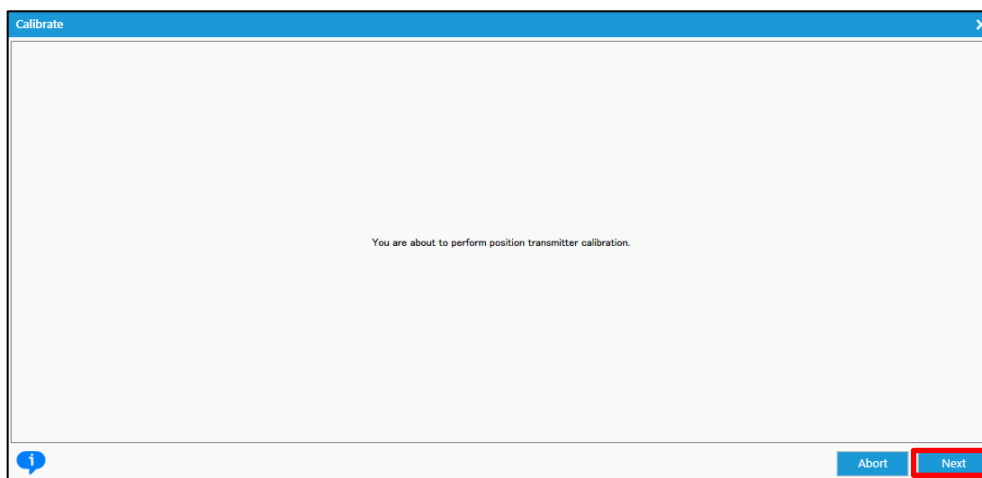 Calibrate
You are about to perform position transmitter calibration.
Abort
Next